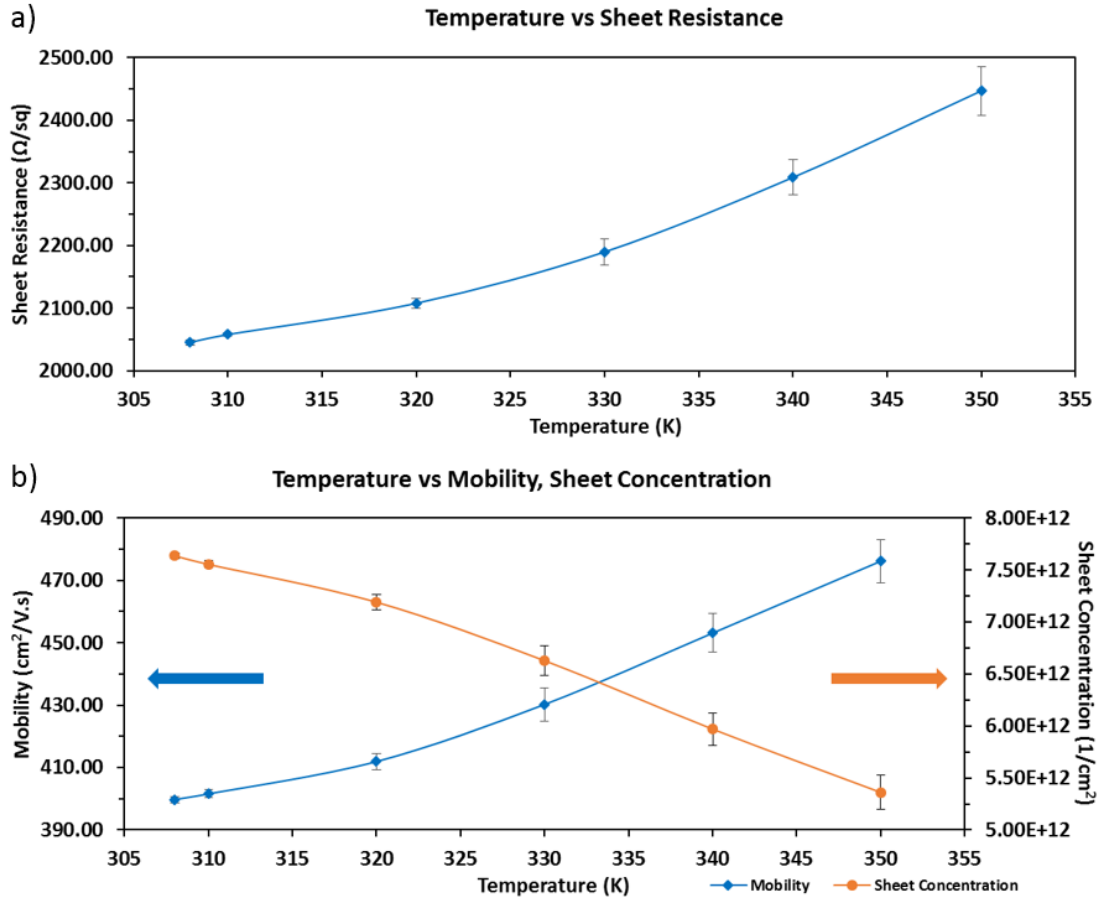 a)
Temperature vs Sheet Resistance
Sheet Resistance (Ω/sq)
2500.00
2400.00
2300.00
2200.00
2100.00
2000.00
305 310 315 320 325 330 335 340 345 350 355
Temperature (K)
b)
Temperature vs Mobility, Sheet Concentration
Mobility (cm²/V.s)
490.00
470.00
450.00
430.00
410.00
390.00
8.00E+12
7.50E+12
7.00E+12
6.50E+12
6.00E+12
5.50E+12
5.00E+12
Sheet Concentration (1/cm²)
305 310 315 320 325 330 335 340 345 350 355
Temperature (K)
Mobility Sheet Concentration